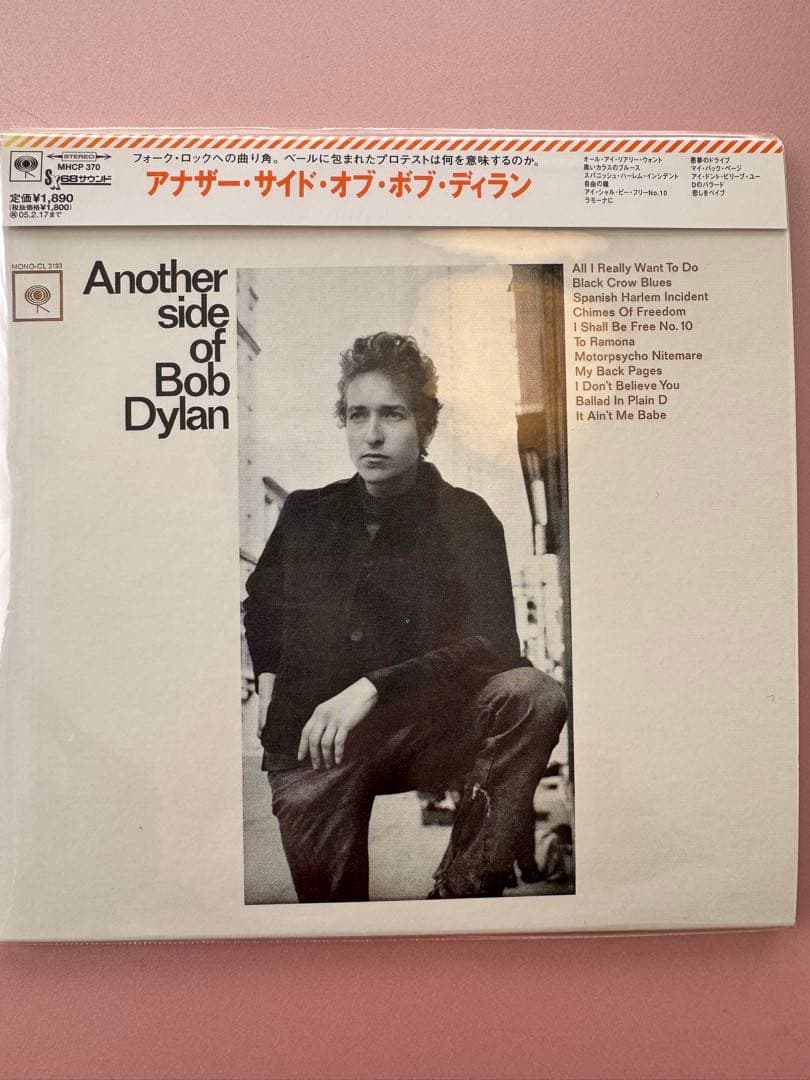 STEREO
MHCP 370
68サウンド
定価¥1,890
(税抜価格¥1,800)
05.2.17まで
フォーク・ロックへの曲り角。ベールに包まれたプロテストは何を意味するのか。
アナザー・サイド・オブ・ボブ・ディラン
オール・アイ・リアリー・ウォント
黒いカラスのブルース
スパニッシュ・ハーレム・インシデント
自由の鐘
アイ・シャル・ビー・フリーNo.10
ラモーナに
悪夢のドライブ
マイ・バック・ページ
アイ・ドント・ビリーブ・ユー
Dのバラード
悲しきベイブ
MONO-CL 2193
Another
side
of
Bob
Dylan
All I Really Want To Do
Black Crow Blues
Spanish Harlem Incident
Chimes Of Freedom
I Shall Be Free No. 10
To Ramona
Motorpsycho Nitemare
My Back Pages
I Don't Believe You
Ballad In Plain D
It Ain't Me Babe